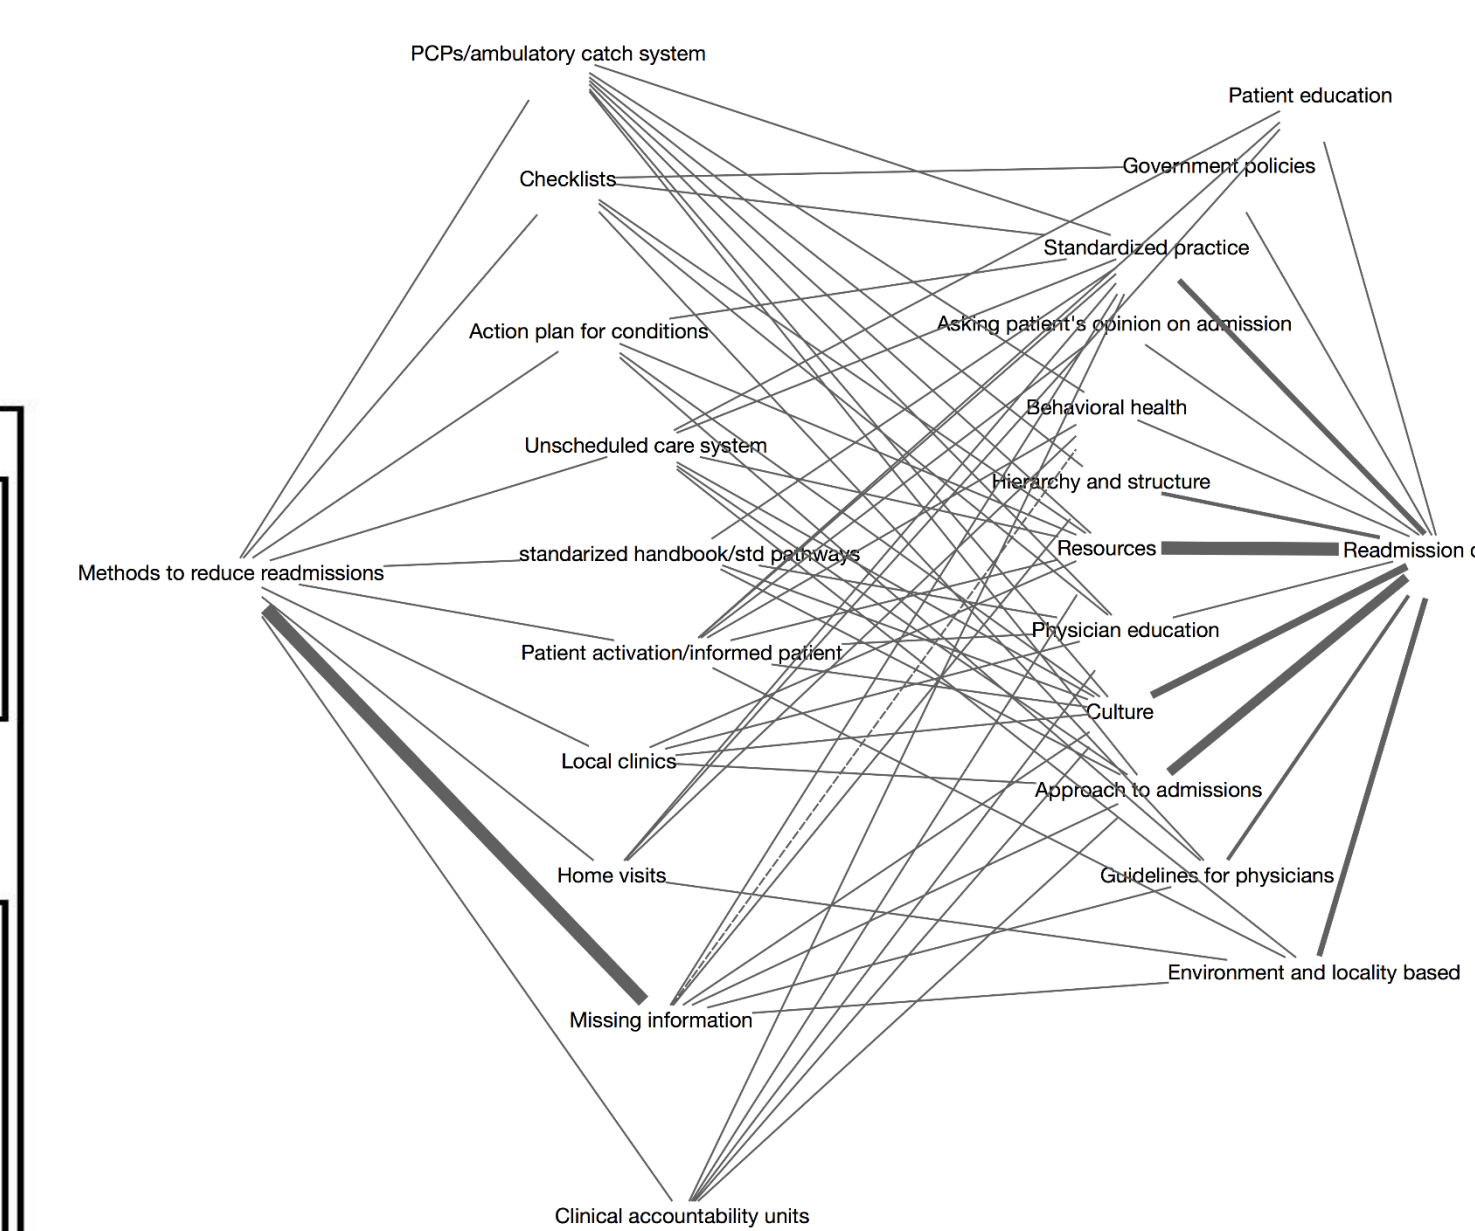 PCPs/ambulatory catch system
Patient education
Government policies
Checklists
Standardized practice
Asking patient's opinion on admission
Action plan for conditions
Behavioral health
Unscheduled care system
Hierarchy and structure
Resources
Readmission
standarized handbook/std pathways
Methods to reduce readmissions
Physician education
Patient activation/informed patient
Culture
Local clinics
Approach to admissions
Home visits
Guidelines for physicians
Environment and locality based
Missing information
Clinical accountability units